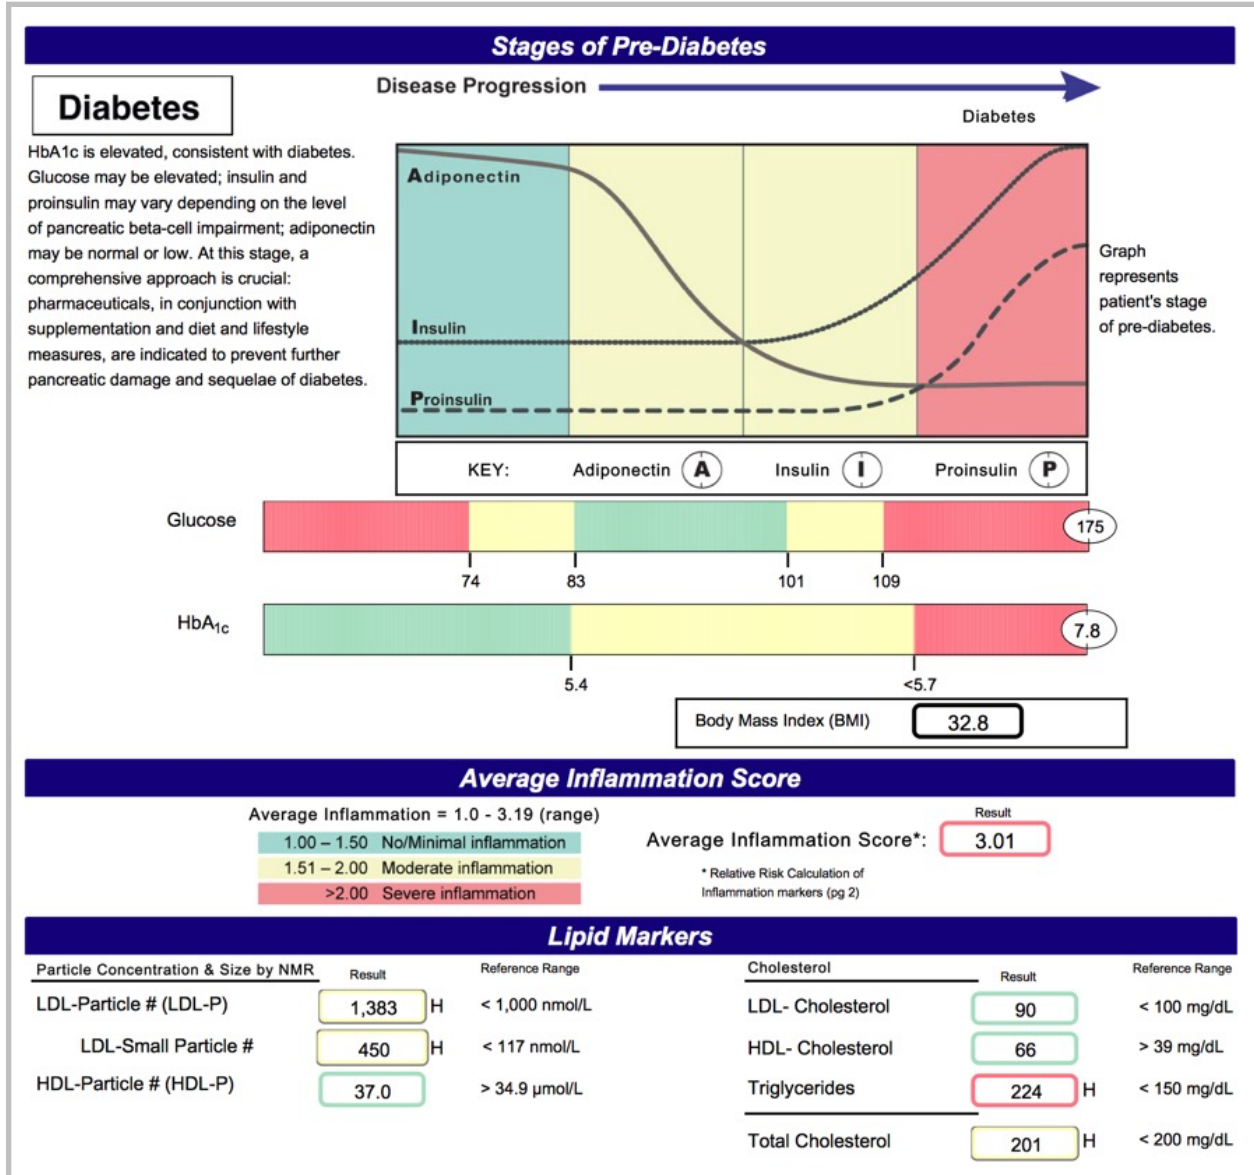 Stages of Pre-Diabetes
Disease Progression
Diabetes
Diabetes
HbA1c is elevated, consistent with diabetes.
Glucose may be elevated; insulin and
proinsulin may vary depending on the level
of pancreatic beta-cell impairment; adiponectin
may be normal or low. At this stage, a
comprehensive approach is crucial:
pharmaceuticals, in conjunction with
supplementation and diet and lifestyle
measures, are indicated to prevent further
pancreatic damage and sequelae of diabetes.
Adiponectin
Insulin
Proinsulin
Graph
represents
patient's stage
of pre-diabetes.
KEY: Adiponectin A Insulin I Proinsulin P
Glucose 175
74 83 101 109
HbA1c 7.8
5.4 <5.7
Body Mass Index (BMI) 32.8
Average Inflammation Score
Average Inflammation = 1.0 - 3.19 (range)
1.00 – 1.50 No/Minimal inflammation
1.51 – 2.00 Moderate inflammation
>2.00 Severe inflammation
Result
Average Inflammation Score*: 3.01
* Relative Risk Calculation of
Inflammation markers (pg 2)
Lipid Markers
Particle Concentration & Size by NMR Result Reference Range
LDL-Particle # (LDL-P) 1,383 H < 1,000 nmol/L
LDL-Small Particle # 450 H < 117 nmol/L
HDL-Particle # (HDL-P) 37.0 > 34.9 µmol/L
Cholesterol Result Reference Range
LDL- Cholesterol 90 < 100 mg/dL
HDL- Cholesterol 66 > 39 mg/dL
Triglycerides 224 H < 150 mg/dL
Total Cholesterol 201 H < 200 mg/dL